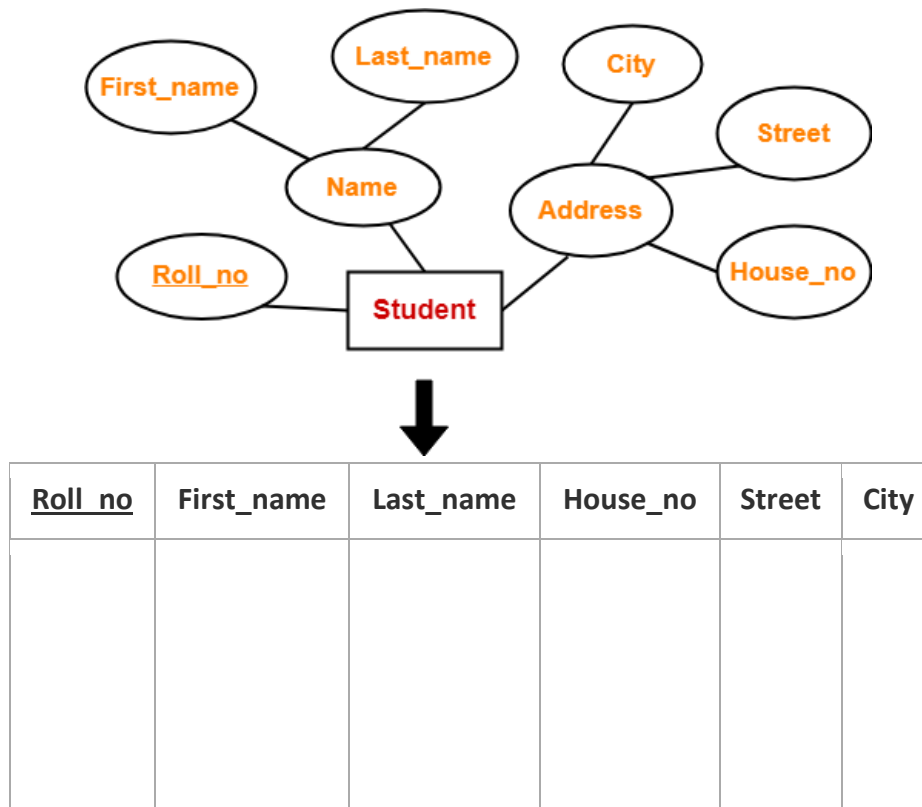 Last_name
City
First_name
Street
Name
Address
Roll_no
House_no
Student
Roll_no First_name Last_name House_no Street City